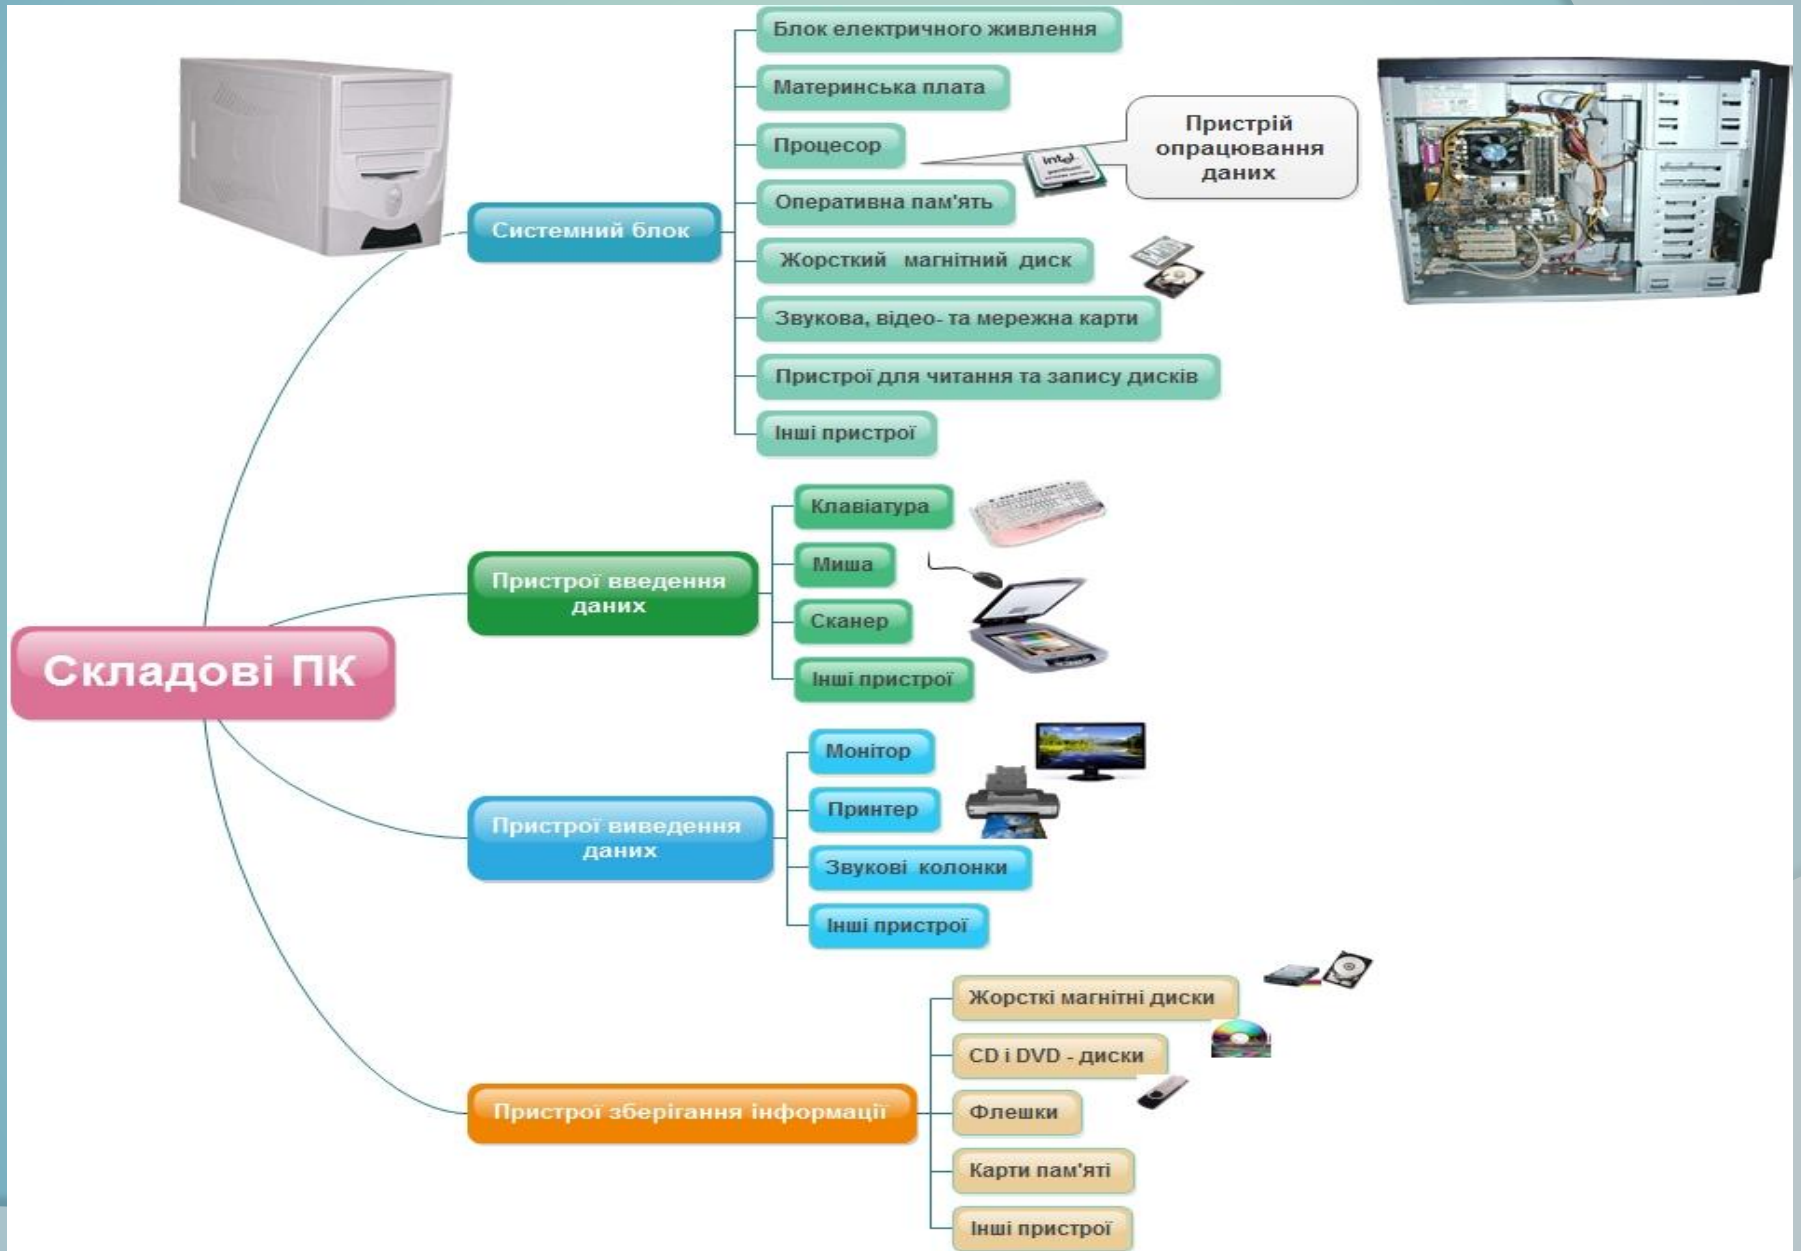 Блок електричного живлення
Материнська плата
Процесор
Пристрій
опрацювання
даних
intel
pentium
Оперативна пам'ять
Системний блок
Жорсткий магнітний диск
Звукова, відео- та мережна карти
Пристрої для читання та запису дисків
Інші пристрої
Клавіатура
Миша
Пристрої введення
даних
Сканер
Інші пристрої
Складові ПК
Монітор
Принтер
Пристрої виведення
даних
Звукові колонки
Інші пристрої
Жорсткі магнітні диски
CD і DVD - диски
Пристрої зберігання інформації
Флешки
Карти пам'яті
Інші пристрої